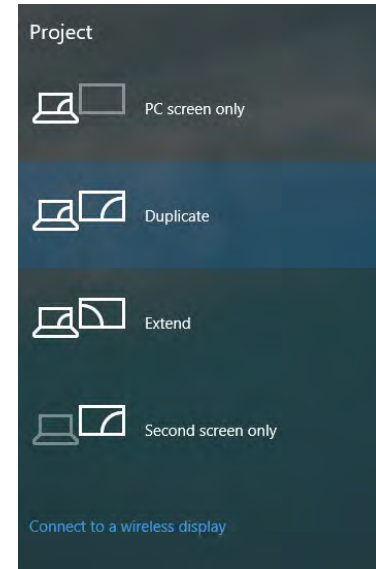 Project
PC screen only
Duplicate
Extend
Second screen only
Connect to a wireless display